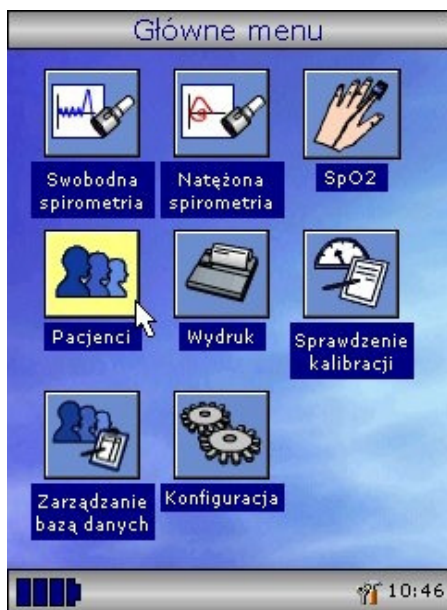 Główne menu
Swobodna
spirometria
Natężona
spirometria
SpO2
Pacjenci
Wydruk
Sprawdzenie
kalibracji
Zarządzanie
bazą danych
Konfiguracja
10:46